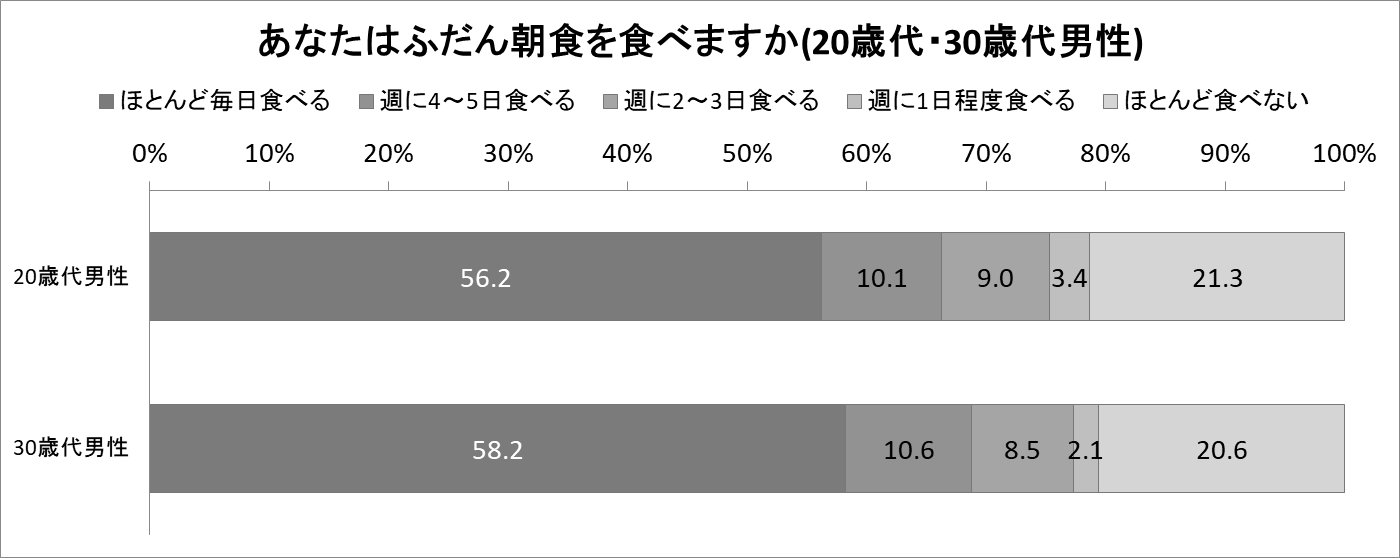 あなたはふだん朝食を食べますか(20歳代・30歳代男性)
ほとんど毎日食べる 週に4～5日食べる 週に2～3日食べる 週に1日程度食べる ほとんど食べない
0% 10% 20% 30% 40% 50% 60% 70% 80% 90% 100%
20歳代男性 56.2 10.1 9.0 3.4 21.3
30歳代男性 58.2 10.6 8.5 2.1 20.6